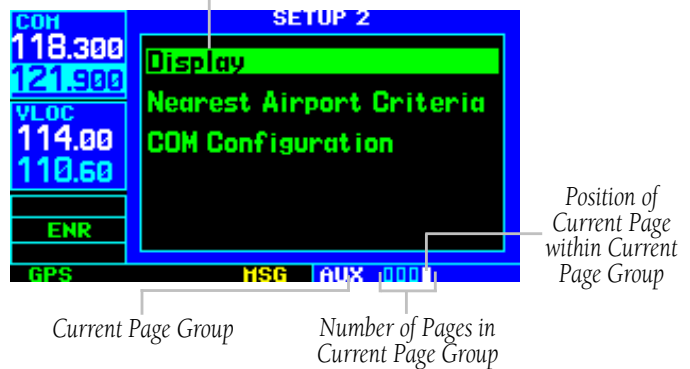 COM
SETUP 2
118.300
121.900
Display
Nearest Airport Criteria
COM Configuration
VLOC
114.00
110.60
ENR
GPS
MSG
AUX
Position of
Current Page
within Current
Page Group
Current Page Group
Number of Pages in
Current Page Group